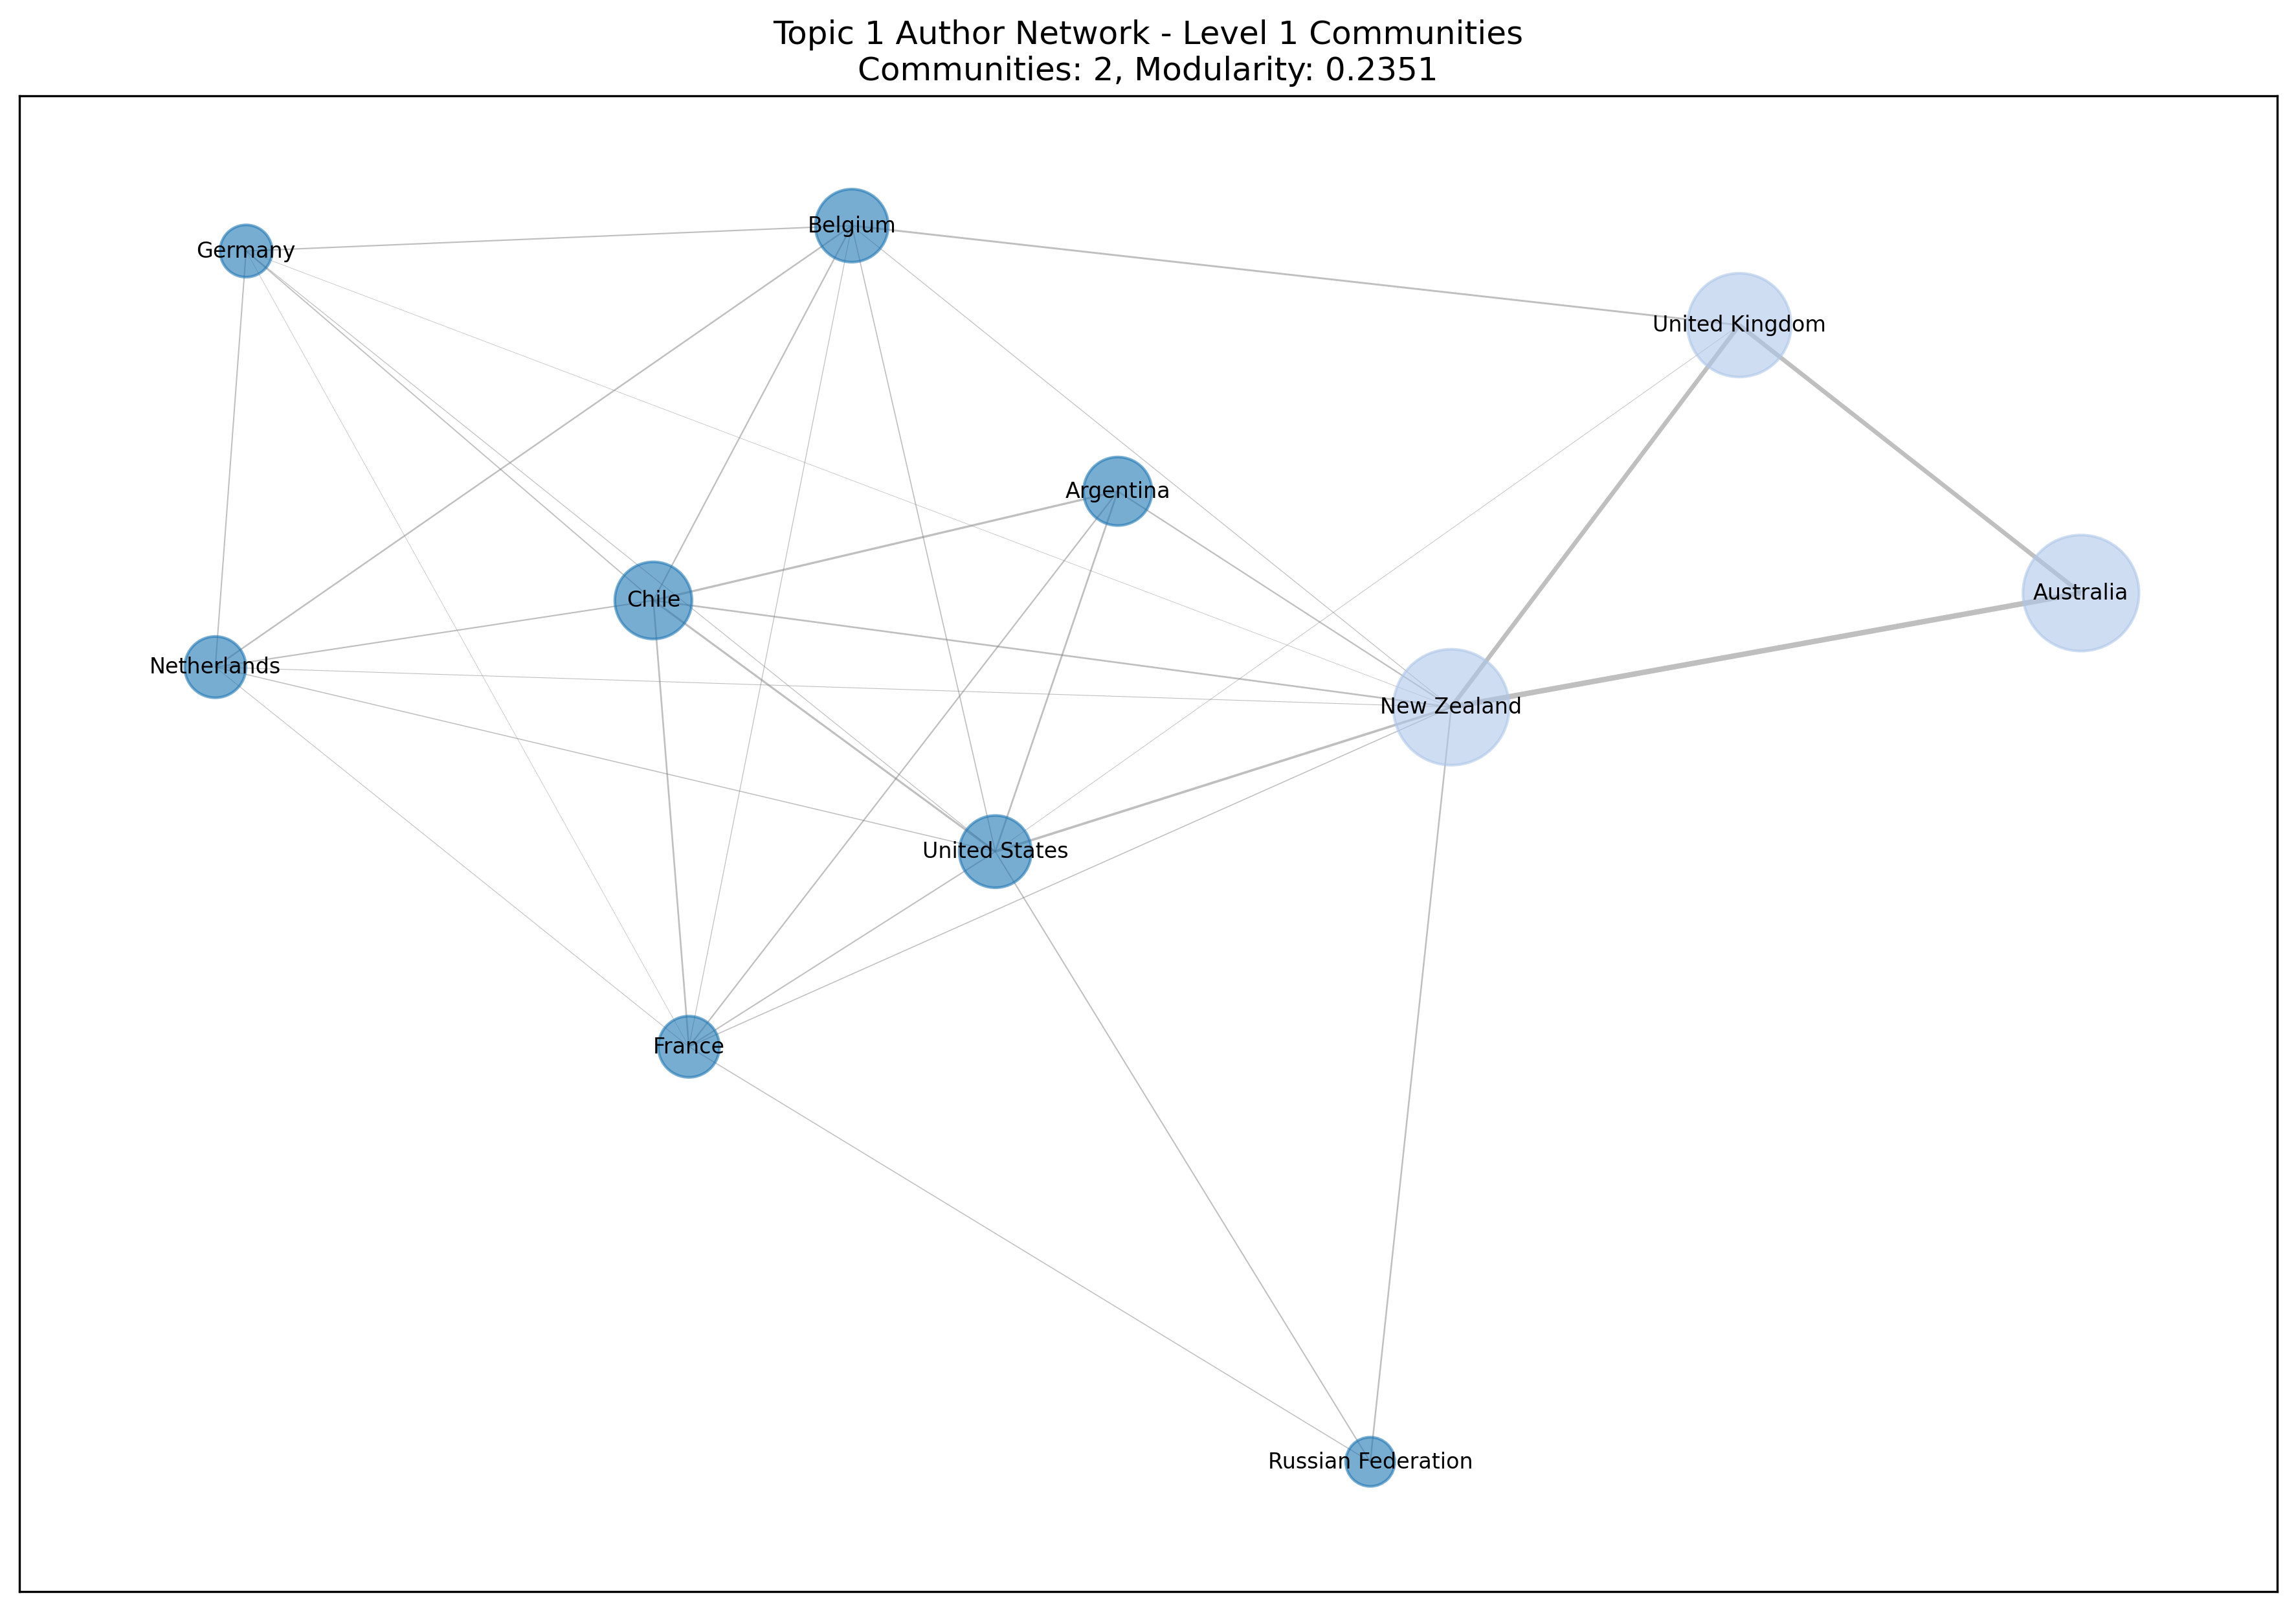 Topic 1 Author Network - Level 1 Communities
Communities: 2, Modularity: 0.2351
Belgium
Germany
United Kingdom
Argentina
Australia
Chile
Netherlands
New Zealand
United States
France
Russian Federation